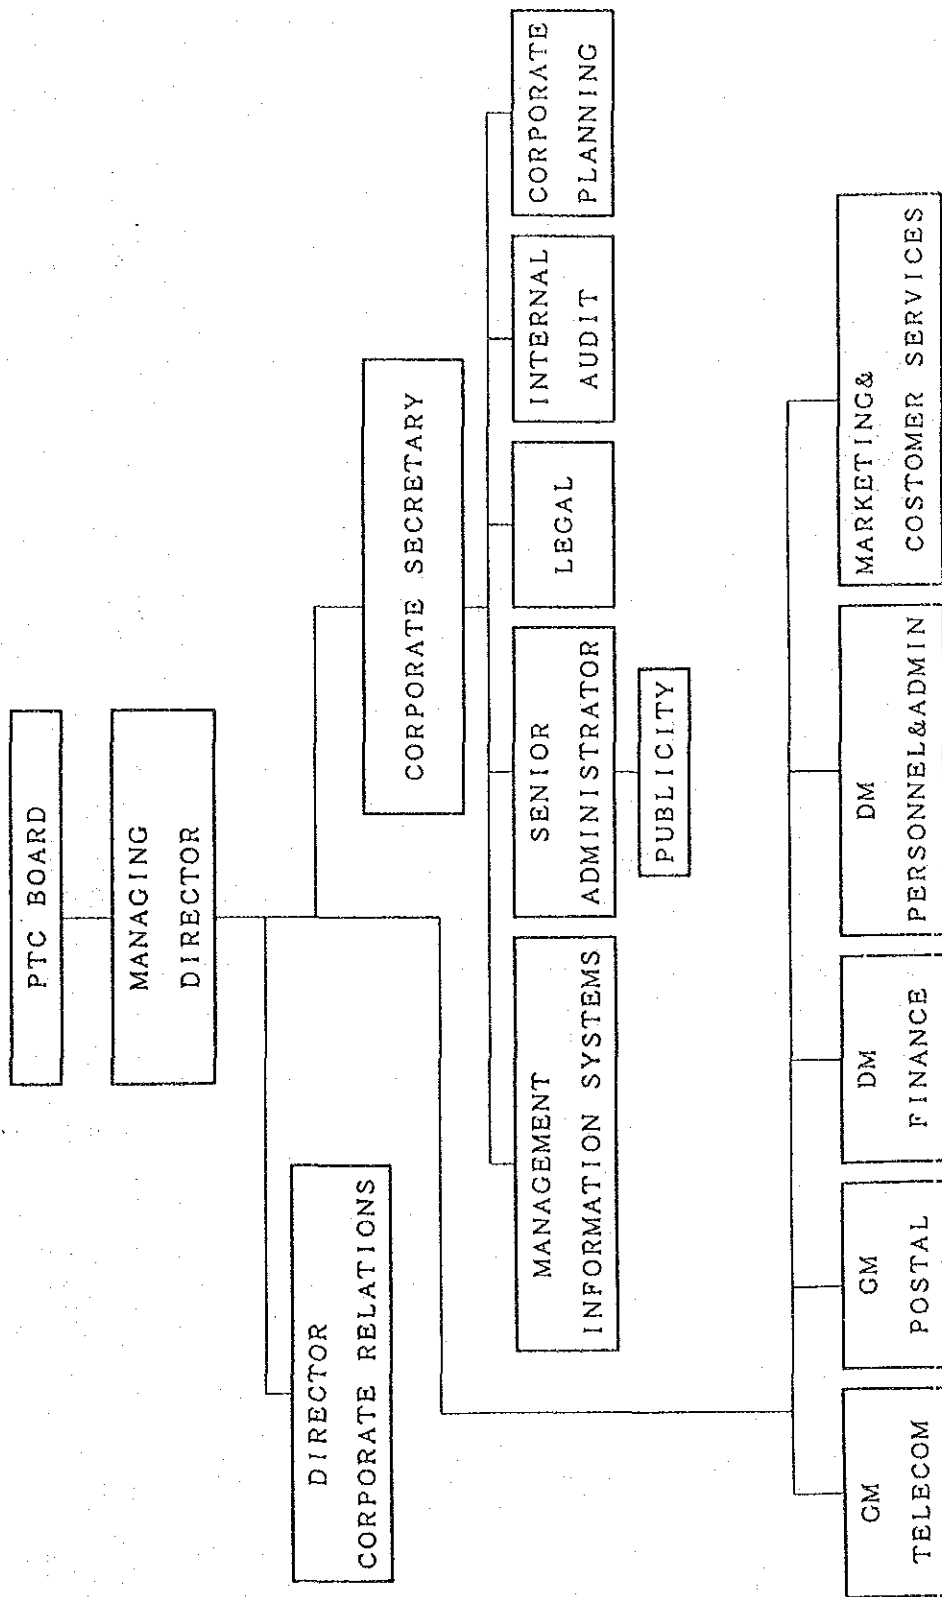 PTC BOARD
MANAGING
DIRECTOR
DIRECTOR
CORPORATE RELATIONS
CORPORATE SECRETARY
MANAGEMENT
INFORMATION SYSTEMS
SENIOR
ADMINISTRATOR
LEGAL
INTERNAL
AUDIT
CORPORATE
PLANNING
PUBLICITY
GM
TELECOM
GM
POSTAL
DM
FINANCE
DM
PERSONNEL&ADMIN
MARKETING&
COSTOMER SERVICES